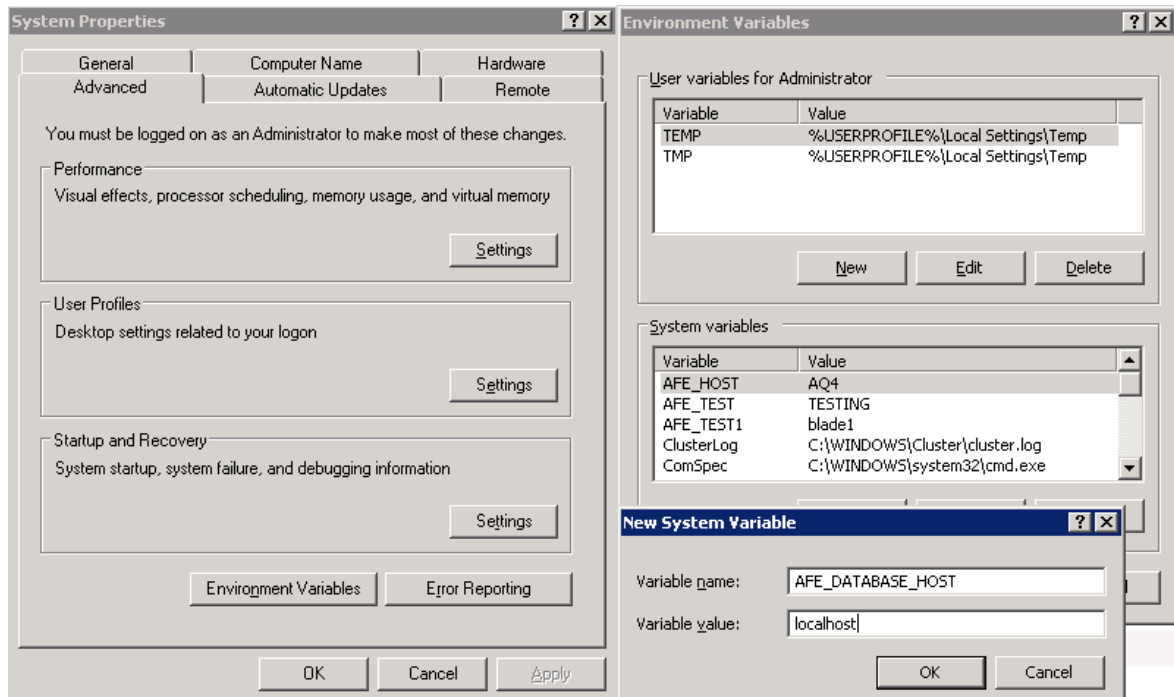 System Properties
General Computer Name Hardware
Advanced Automatic Updates Remote
You must be logged on as an Administrator to make most of these changes.
Performance
Visual effects, processor scheduling, memory usage, and virtual memory
Settings
User Profiles
Desktop settings related to your logon
Settings
Startup and Recovery
System startup, system failure, and debugging information
Settings
Environment Variables Error Reporting
OK Cancel Apply
Environment Variables
User variables for Administrator
Variable Value
TEMP %USERPROFILE%\Local Settings\Temp
TMP %USERPROFILE%\Local Settings\Temp
New Edit Delete
System variables
Variable Value
AFE_HOST AQ4
AFE_TEST TESTING
AFE_TEST1 blade1
ClusterLog C:\WINDOWS\Cluster\cluster.log
ComSpec C:\WINDOWS\system32\cmd.exe
New System Variable
Variable name: AFE_DATABASE_HOST
Variable value: localhost
OK Cancel